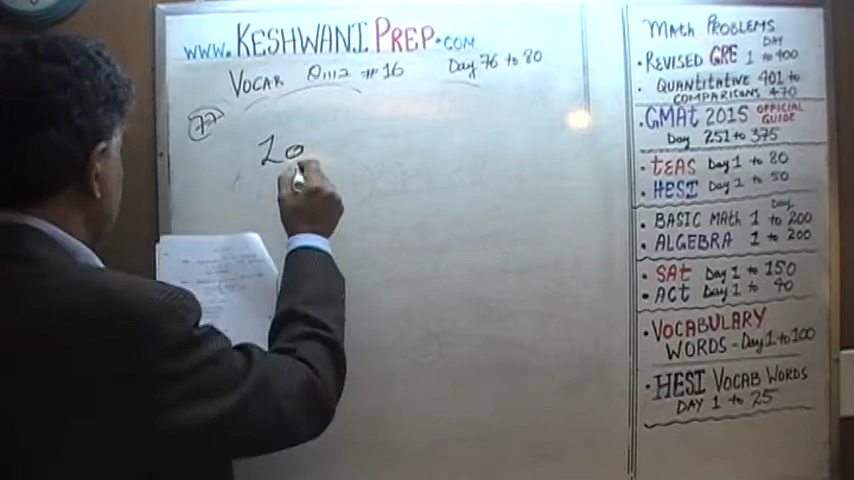 www.KESHWANI PREP.COM
VOCAB QUIZ #16 Day 76 to 80
77
Lo
MATH PROBLEMS
DAY
• REVISED GRE 1 to 400
• QUANTITATIVE 401 to
COMPARISONS 470
• GMAt 2015 OFFICIAL GUIDE
Day 251 to 375
• tEAS Day 1 to 80
• HESI Day 1 to 50
Day
• BASIC MAth 1 to 200
• ALGEBRA 1 to 200
• SAt Day 1 to 150
• ACT Day 1 to 40
• VOCABULARY
WORDS - Day 1 to 100
• HESI VOCAB WORDS
DAY 1 to 25